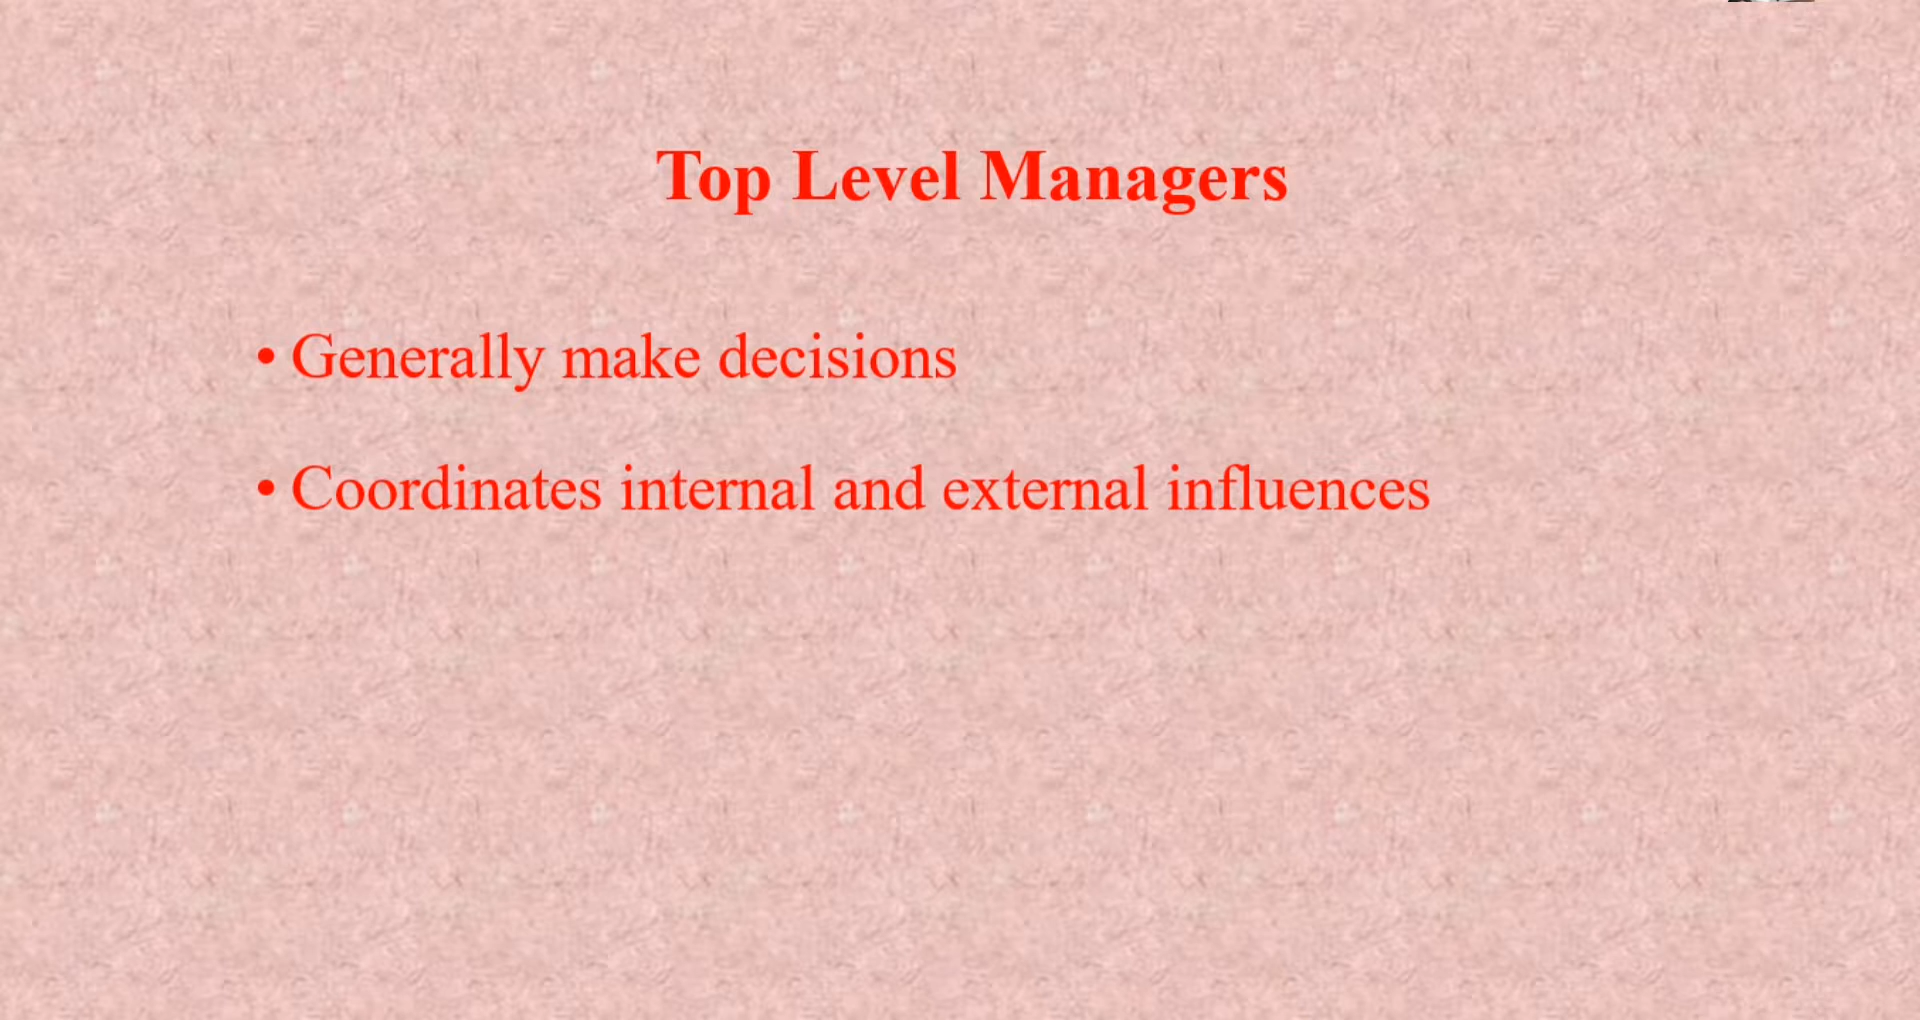 Top Level Managers
• Generally make decisions
• Coordinates internal and external influences